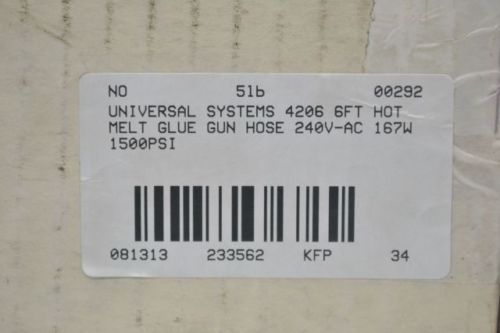 NO 51b 00292
UNIVERSAL SYSTEMS 4206 6FT HOT
MELT GLUE GUN HOSE 240V-AC 167W
1500PSI
081313 233562 KFP 34